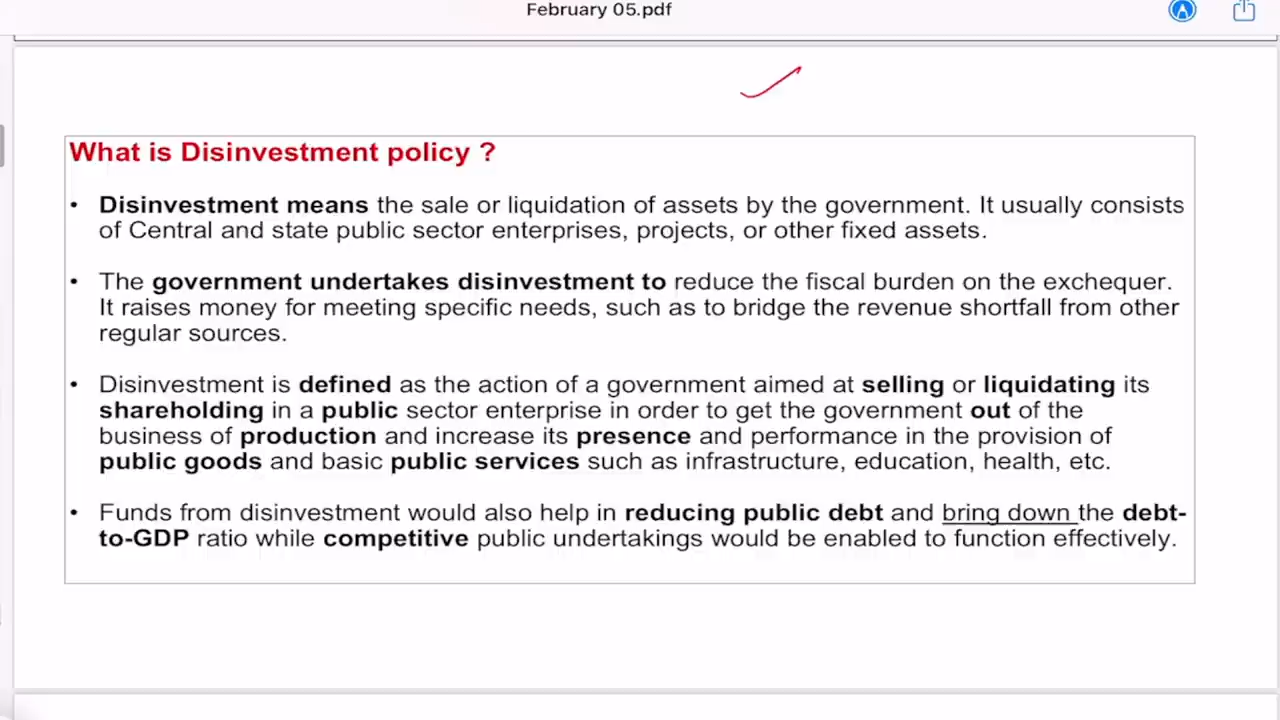 February 05.pdf
What is Disinvestment policy ?
• Disinvestment means the sale or liquidation of assets by the government. It usually consists
of Central and state public sector enterprises, projects, or other fixed assets.
• The government undertakes disinvestment to reduce the fiscal burden on the exchequer.
It raises money for meeting specific needs, such as to bridge the revenue shortfall from other
regular sources.
• Disinvestment is defined as the action of a government aimed at selling or liquidating its
shareholding in a public sector enterprise in order to get the government out of the
business of production and increase its presence and performance in the provision of
public goods and basic public services such as infrastructure, education, health, etc.
• Funds from disinvestment would also help in reducing public debt and bring down the debt-
to-GDP ratio while competitive public undertakings would be enabled to function effectively.